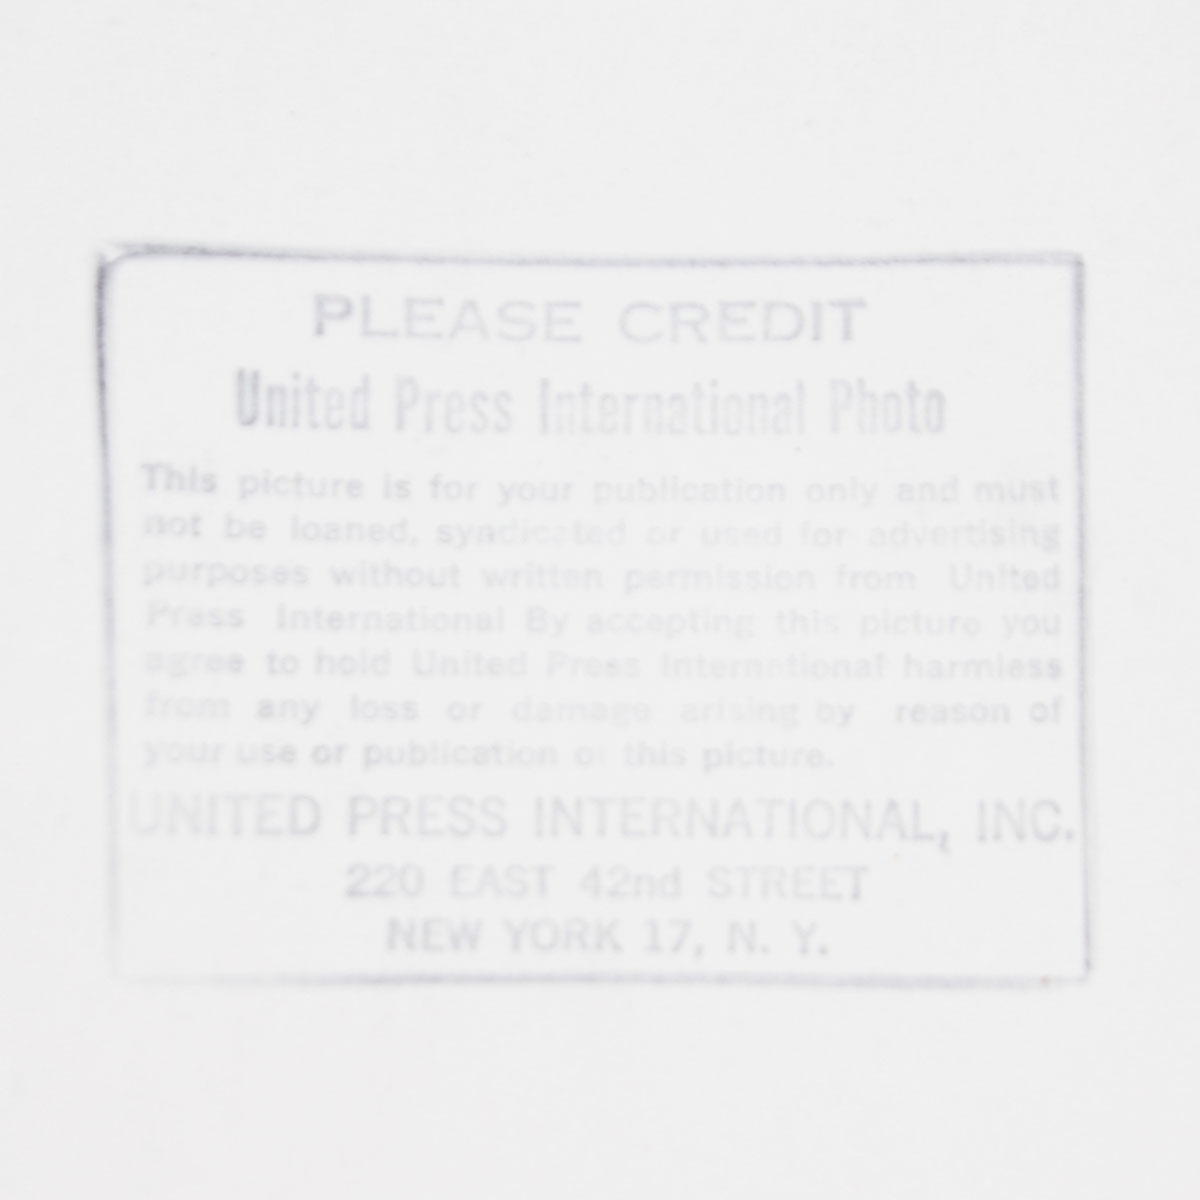 PLEASE CREDIT
United Press International Photo
This picture is for your publication only and must
not be loaned, syndicated or used for advertising
purposes without written permission from United
Press International By accepting this picture you
agree to hold United Press International harmless
from any loss or damage arising by reason of
your use or publication of this picture.
UNITED PRESS INTERNATIONAL, INC.
220 EAST 42nd STREET
NEW YORK 17, N. Y.